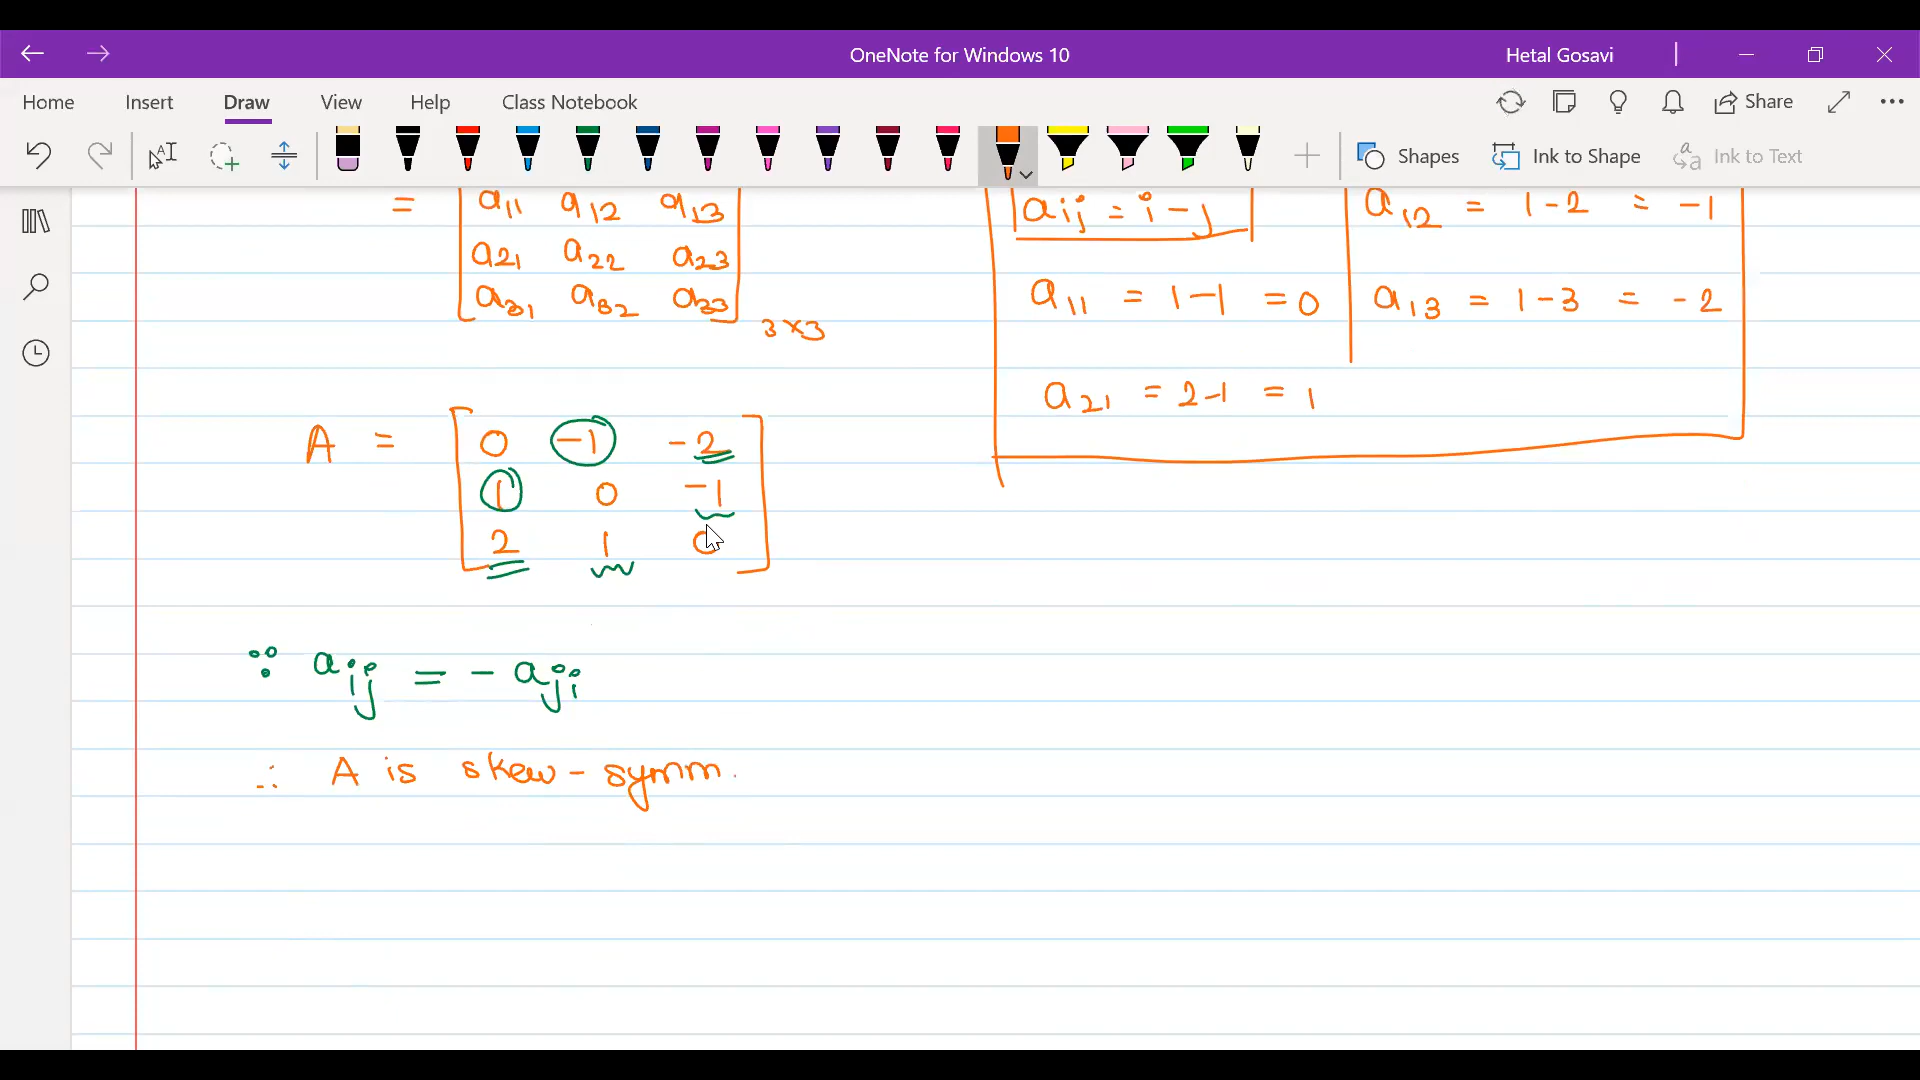 OneNote for Windows 10
Hetal Gosavi
Home Insert Draw View Help Class Notebook
Share
Shapes Ink to Shape Ink to Text
= [a11 a12 a13
a21 a22 a23
a31 a32 a33] 3×3
aij = i - j
a11 = 1 - 1 = 0
a21 = 2 - 1 = 1
a12 = 1 - 2 = -1
a13 = 1 - 3 = -2
A = [0 -1 -2
1 0 -1
2 1 0]
∵ aij = - aji
∴ A is skew - symm.